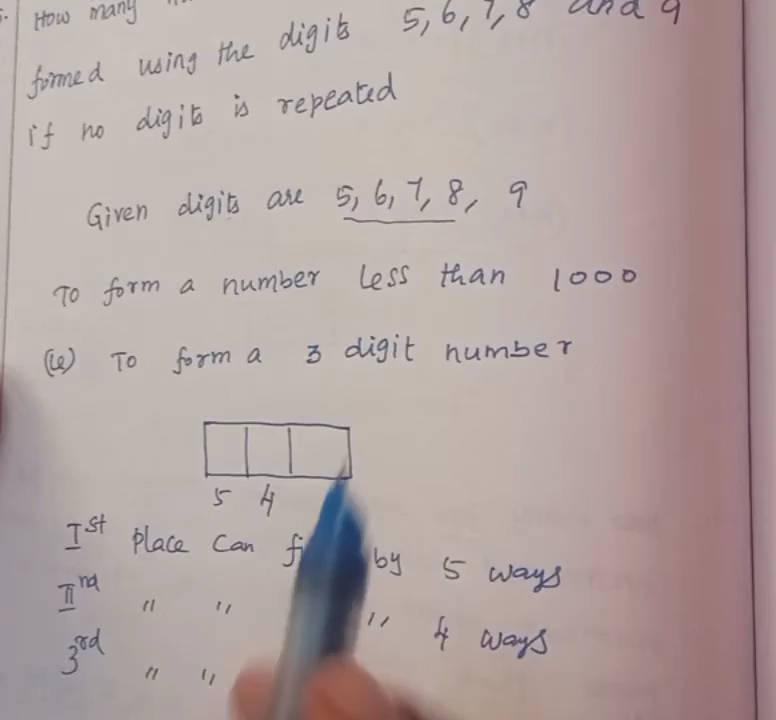 How many
5, 6, 7, 8 and 9
formed using the digits
if no digits is repeated
Given digits are 5, 6, 7, 8, 9
To form a number less than 1000
(ie) To form a 3 digit number
5 4
Ist place can by 5 ways
IInd " " " 4 ways
3rd " "